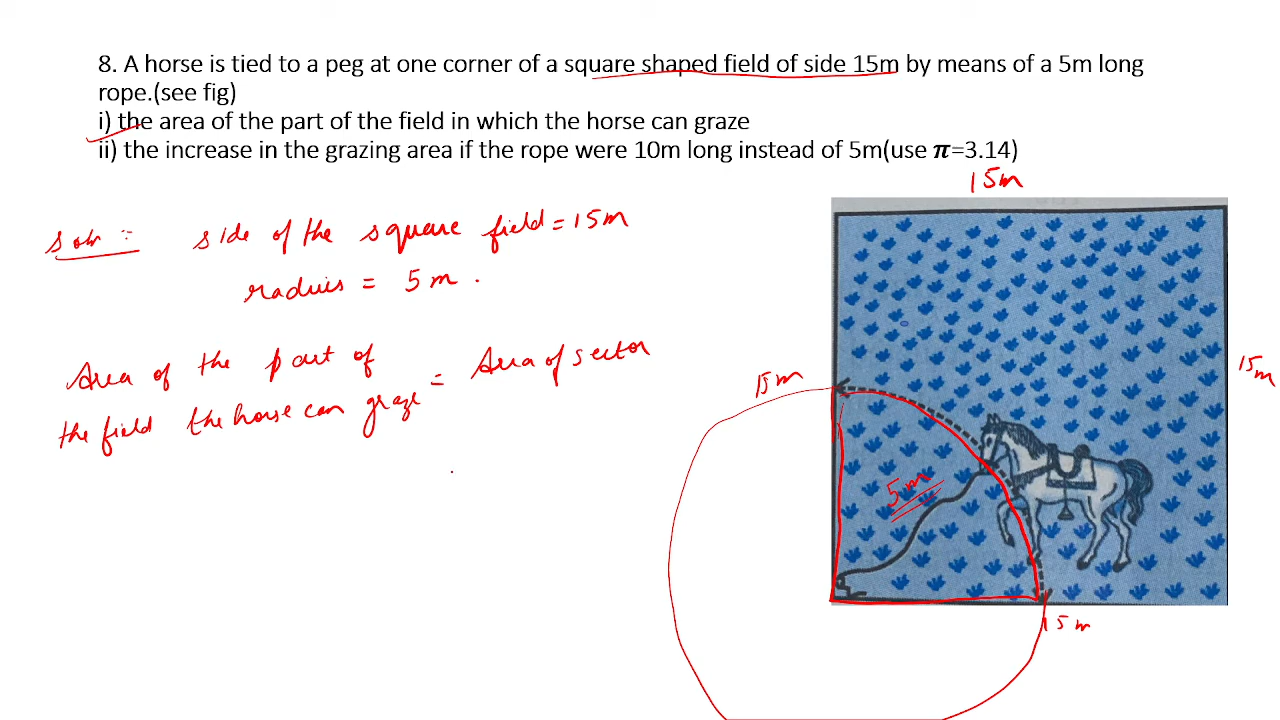 8. A horse is tied to a peg at one corner of a square shaped field of side 15m by means of a 5m long
rope.(see fig)
i) the area of the part of the field in which the horse can graze
ii) the increase in the grazing area if the rope were 10m long instead of 5m(use π=3.14)
15m
Soln :- side of the square field = 15m
radius = 5m.
Area of the part of
the field the horse can graze = Area of sector
15m
15m
5m
15m